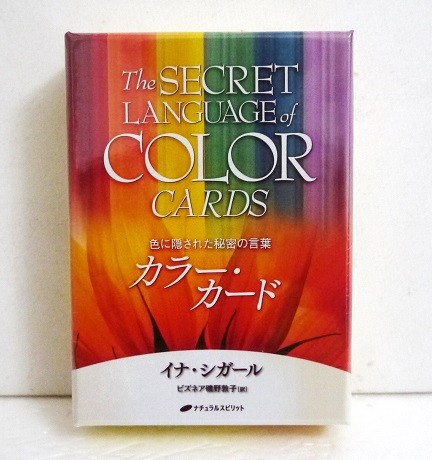 The SECRET
LANGUAGE of
COLOR
CARDS
色に隠された秘密の言葉
カラー・
カード
イナ・シガール
ビズネア磯野敦子[訳]
ナチュラルスピリット